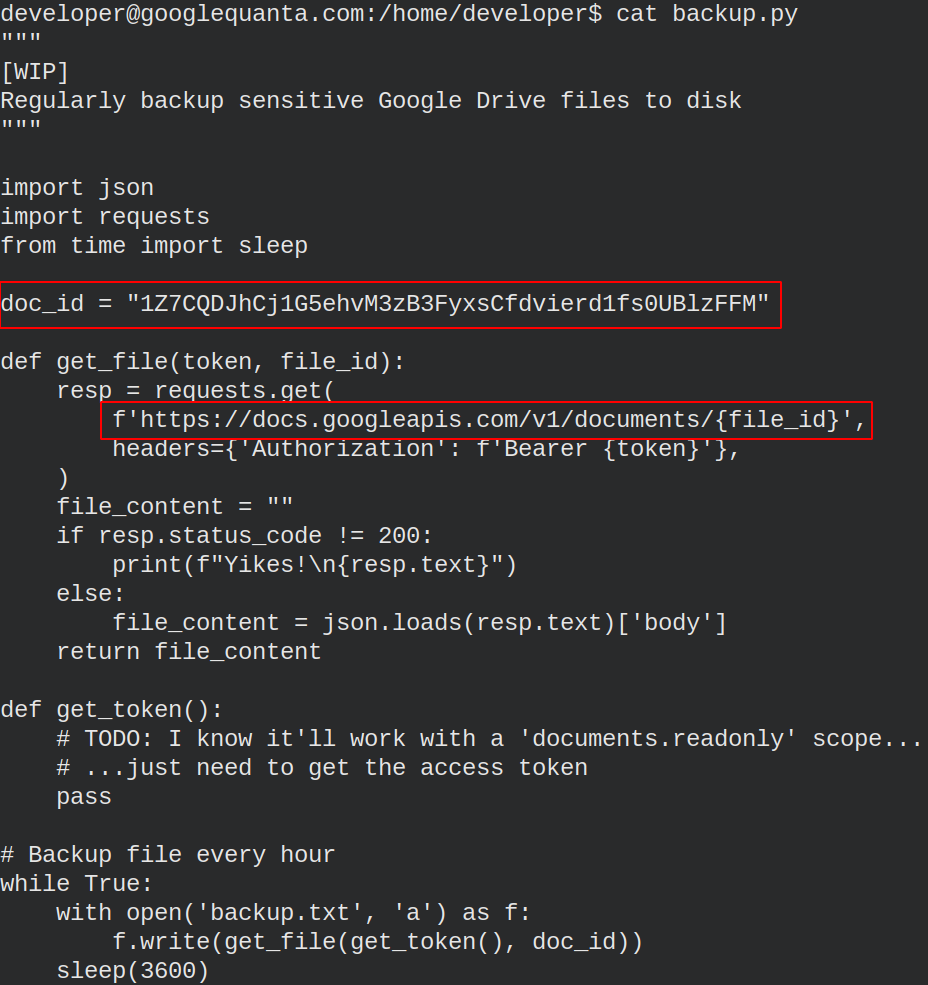 developer@googlequanta.com:/home/developer$ cat backup.py
"""
[WIP]
Regularly backup sensitive Google Drive files to disk
"""
import json
import requests
from time import sleep
doc_id = "1Z7CQDJhCj1G5ehvM3zB3FyxsCfdvierd1fs0UBlzFFM"
def get_file(token, file_id):
    resp = requests.get(
        f'https://docs.googleapis.com/v1/documents/{file_id}',
        headers={'Authorization': f'Bearer {token}'},
    )
    file_content = ""
    if resp.status_code != 200:
        print(f"Yikes!\n{resp.text}")
    else:
        file_content = json.loads(resp.text)['body']
    return file_content
def get_token():
    # TODO: I know it'll work with a 'documents.readonly' scope...
    # ...just need to get the access token
    pass
# Backup file every hour
while True:
    with open('backup.txt', 'a') as f:
        f.write(get_file(get_token(), doc_id))
    sleep(3600)